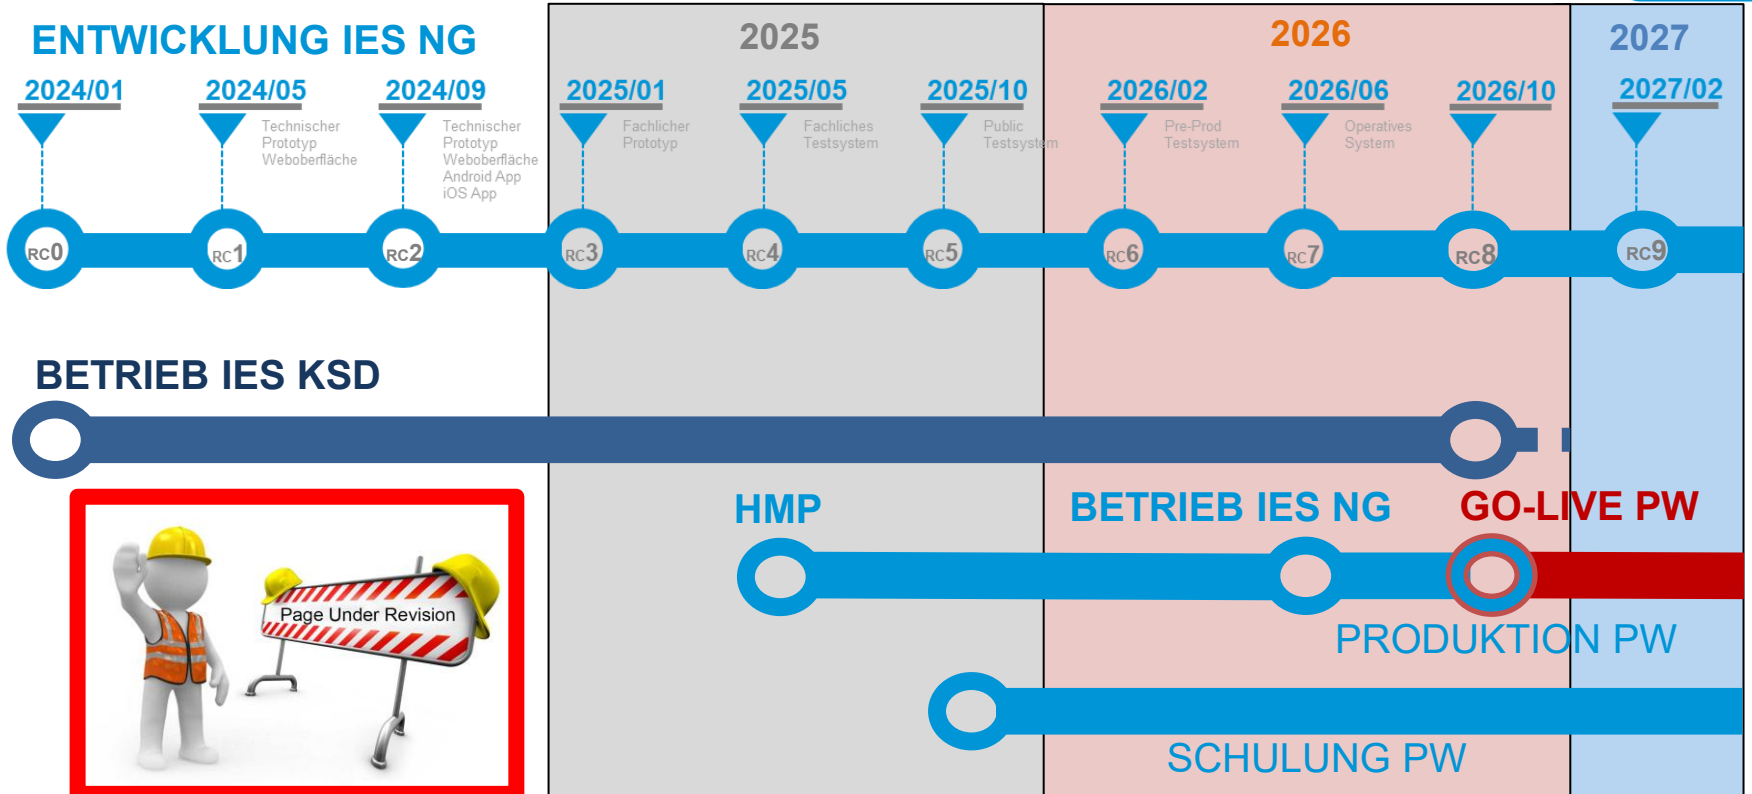 ENTWICKLUNG IES NG
2025
2026
2027
2024/01
2024/05
2024/09
2025/01
2025/05
2025/10
2026/02
2026/06
2026/10
2027/02
Technischer
Prototyp
Weboberfläche
Technischer
Prototyp
Weboberfläche
Android App
iOS App
Fachlicher
Prototyp
Fachliches
Testsystem
Public
Testsystem
Pre-Prod
Testsystem
Operatives
System
RC0
RC1
RC2
RC3
RC4
RC5
RC6
RC7
RC8
RC9
BETRIEB IES KSD
HMP
BETRIEB IES NG
GO-LIVE PW
Page Under Revision
PRODUKTION PW
SCHULUNG PW